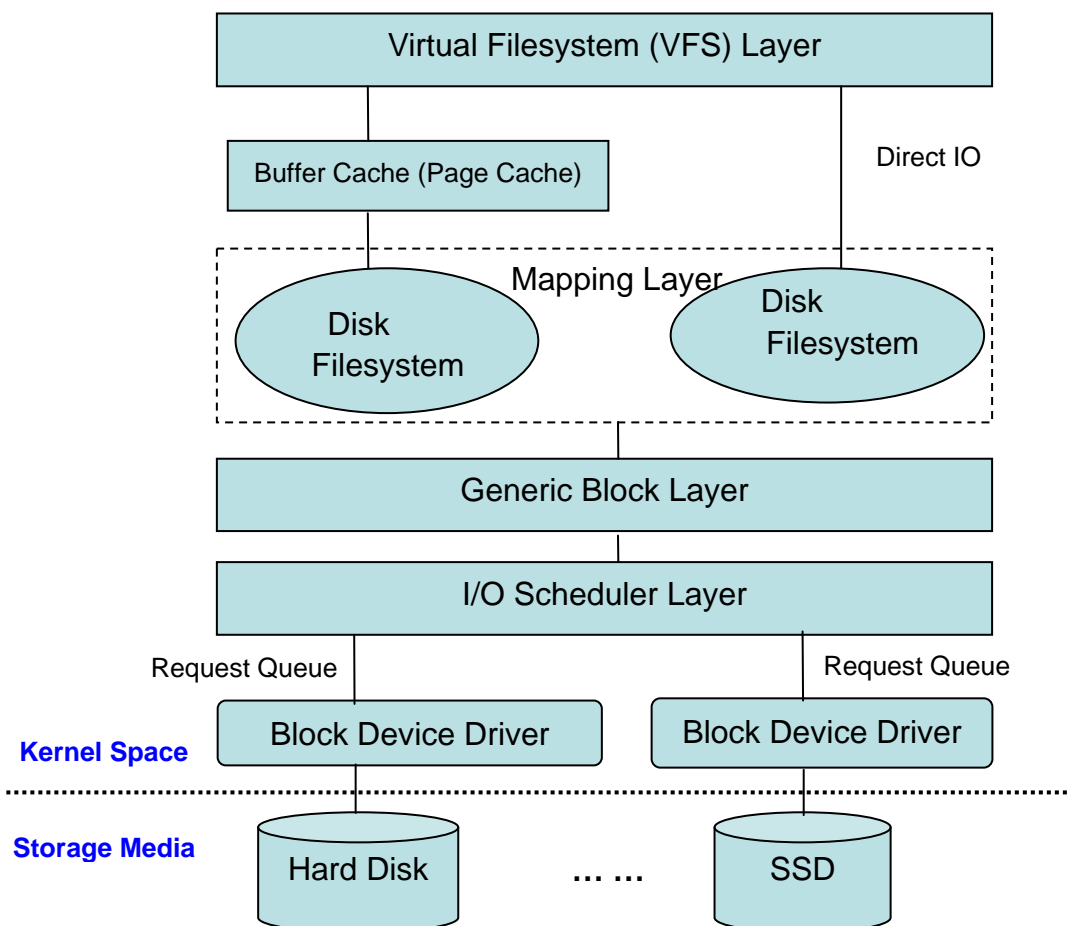 Virtual Filesystem (VFS) Layer
Direct IO
Buffer Cache (Page Cache)
Mapping Layer
Disk
Filesystem
Disk
Filesystem
Generic Block Layer
I/O Scheduler Layer
Request Queue
Request Queue
Block Device Driver
Block Device Driver
Kernel Space
Storage Media
Hard Disk
... ...
SSD